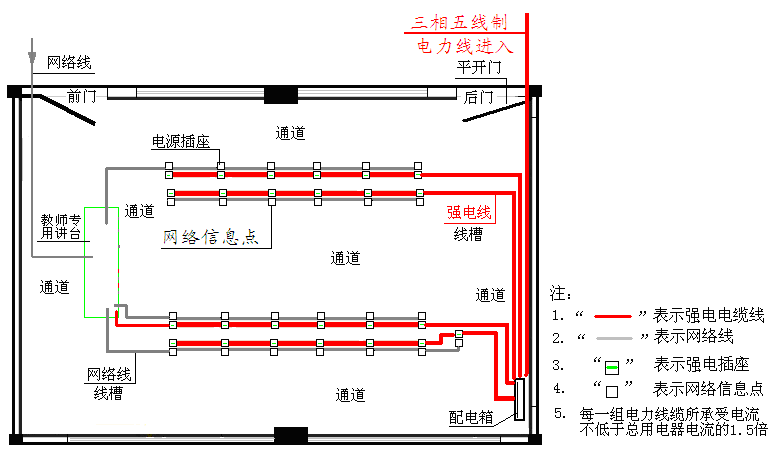 三相五线制
电力线进入
网络线
平开门
前门
后门
通道
电源插座
通道
强电线
线槽
教师专
用讲台
网络信息点
通道
通道
通道
注：
1. “ ” 表示强电电缆线
2. “ ” 表示网络线
3. “ ” 表示强电插座
4. “ ” 表示网络信息点
5. 每一组电力线缆所承受电流
不低于总用电器电流的1.5倍
网络线
线槽
通道
配电箱